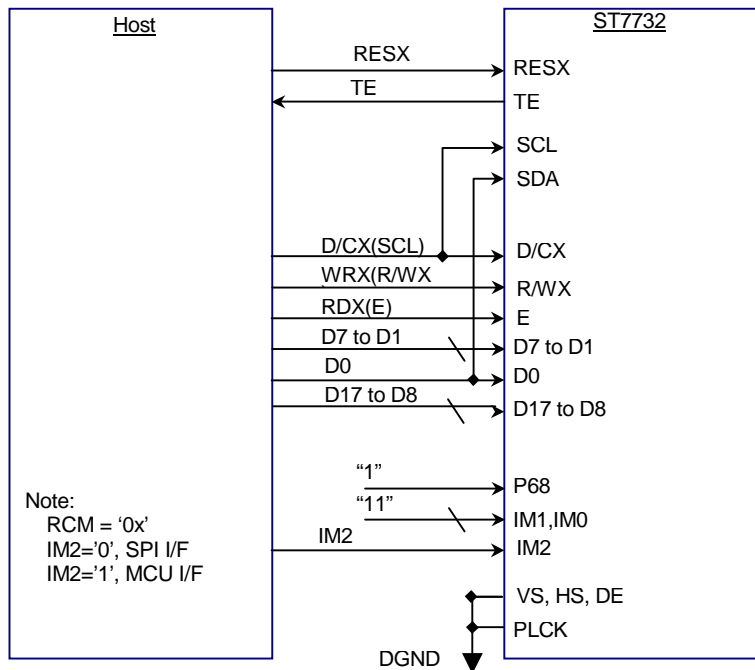 Host
ST7732
RESX
RESX
TE
TE
SCL
SDA
D/CX(SCL)
D/CX
WRX(R/WX
R/WX
RDX(E)
E
D7 to D1
D7 to D1
D0
D0
D17 to D8
D17 to D8
“1”
P68
“11”
IM1,IM0
IM2
IM2
Note:
RCM = ‘0x’
IM2=’0’, SPI I/F
IM2=’1’, MCU I/F
VS, HS, DE
PLCK
DGND